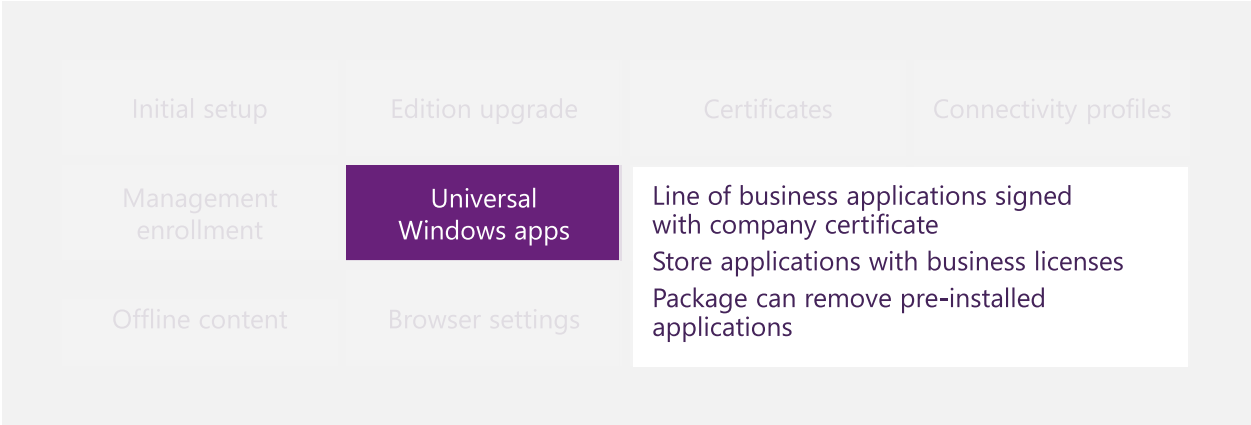 Initial setup
Edition upgrade
Certificates
Connectivity profiles
Management
enrollment
Universal
Windows apps
Line of business applications signed
with company certificate
Store applications with business licenses
Package can remove pre-installed
applications
Offline content
Browser settings